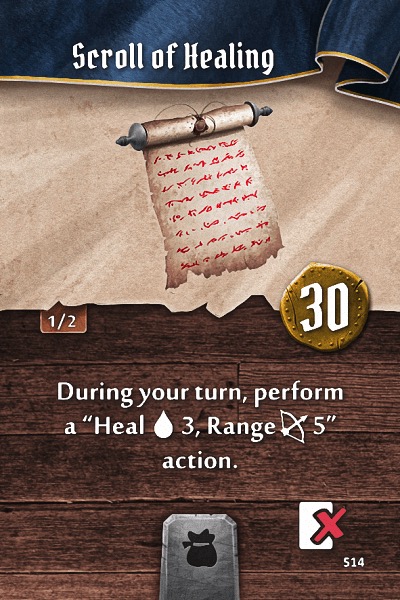 Scroll of Healing
1/2
30
During your turn, perform
a “Heal 3, Range 5”
action.
514